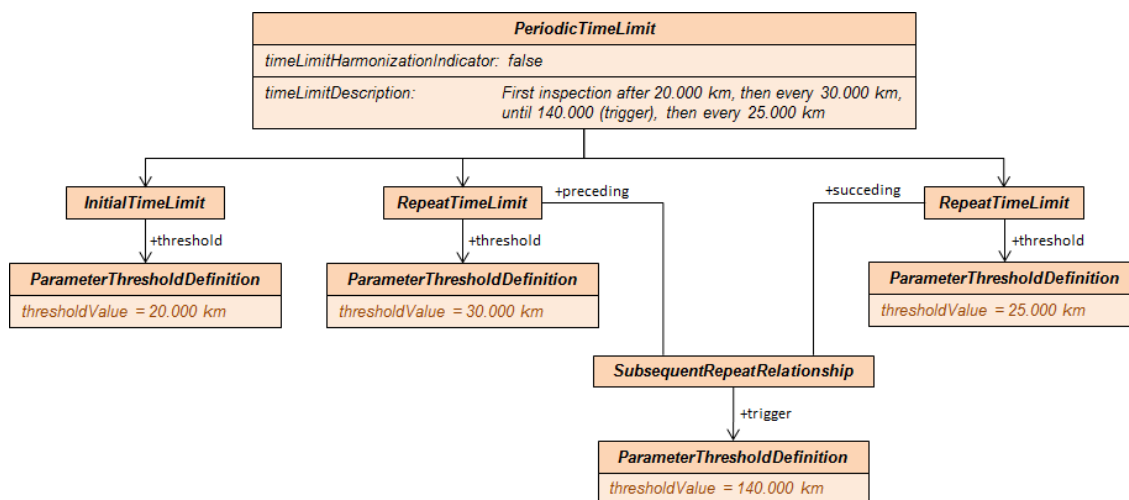 PeriodicTimeLimit
timeLimitHarmonizationIndicator: false
timeLimitDescription: First inspection after 20.000 km, then every 30.000 km,
until 140.000 (trigger), then every 25.000 km
+preceding
+succeding
InitialTimeLimit
RepeatTimeLimit
RepeatTimeLimit
+threshold
+threshold
+threshold
ParameterThresholdDefinition
thresholdValue = 20.000 km
ParameterThresholdDefinition
thresholdValue = 30.000 km
ParameterThresholdDefinition
thresholdValue = 25.000 km
SubsequentRepeatRelationship
+trigger
ParameterThresholdDefinition
thresholdValue = 140.000 km